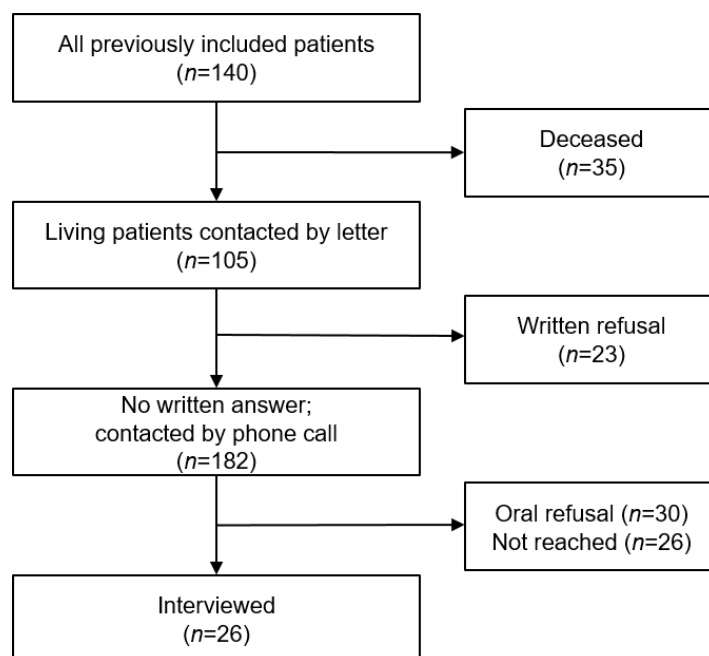 All previously included patients
(n=140)
Deceased
(n=35)
Living patients contacted by letter
(n=105)
Written refusal
(n=23)
No written answer;
contacted by phone call
(n=182)
Oral refusal (n=30)
Not reached (n=26)
Interviewed
(n=26)